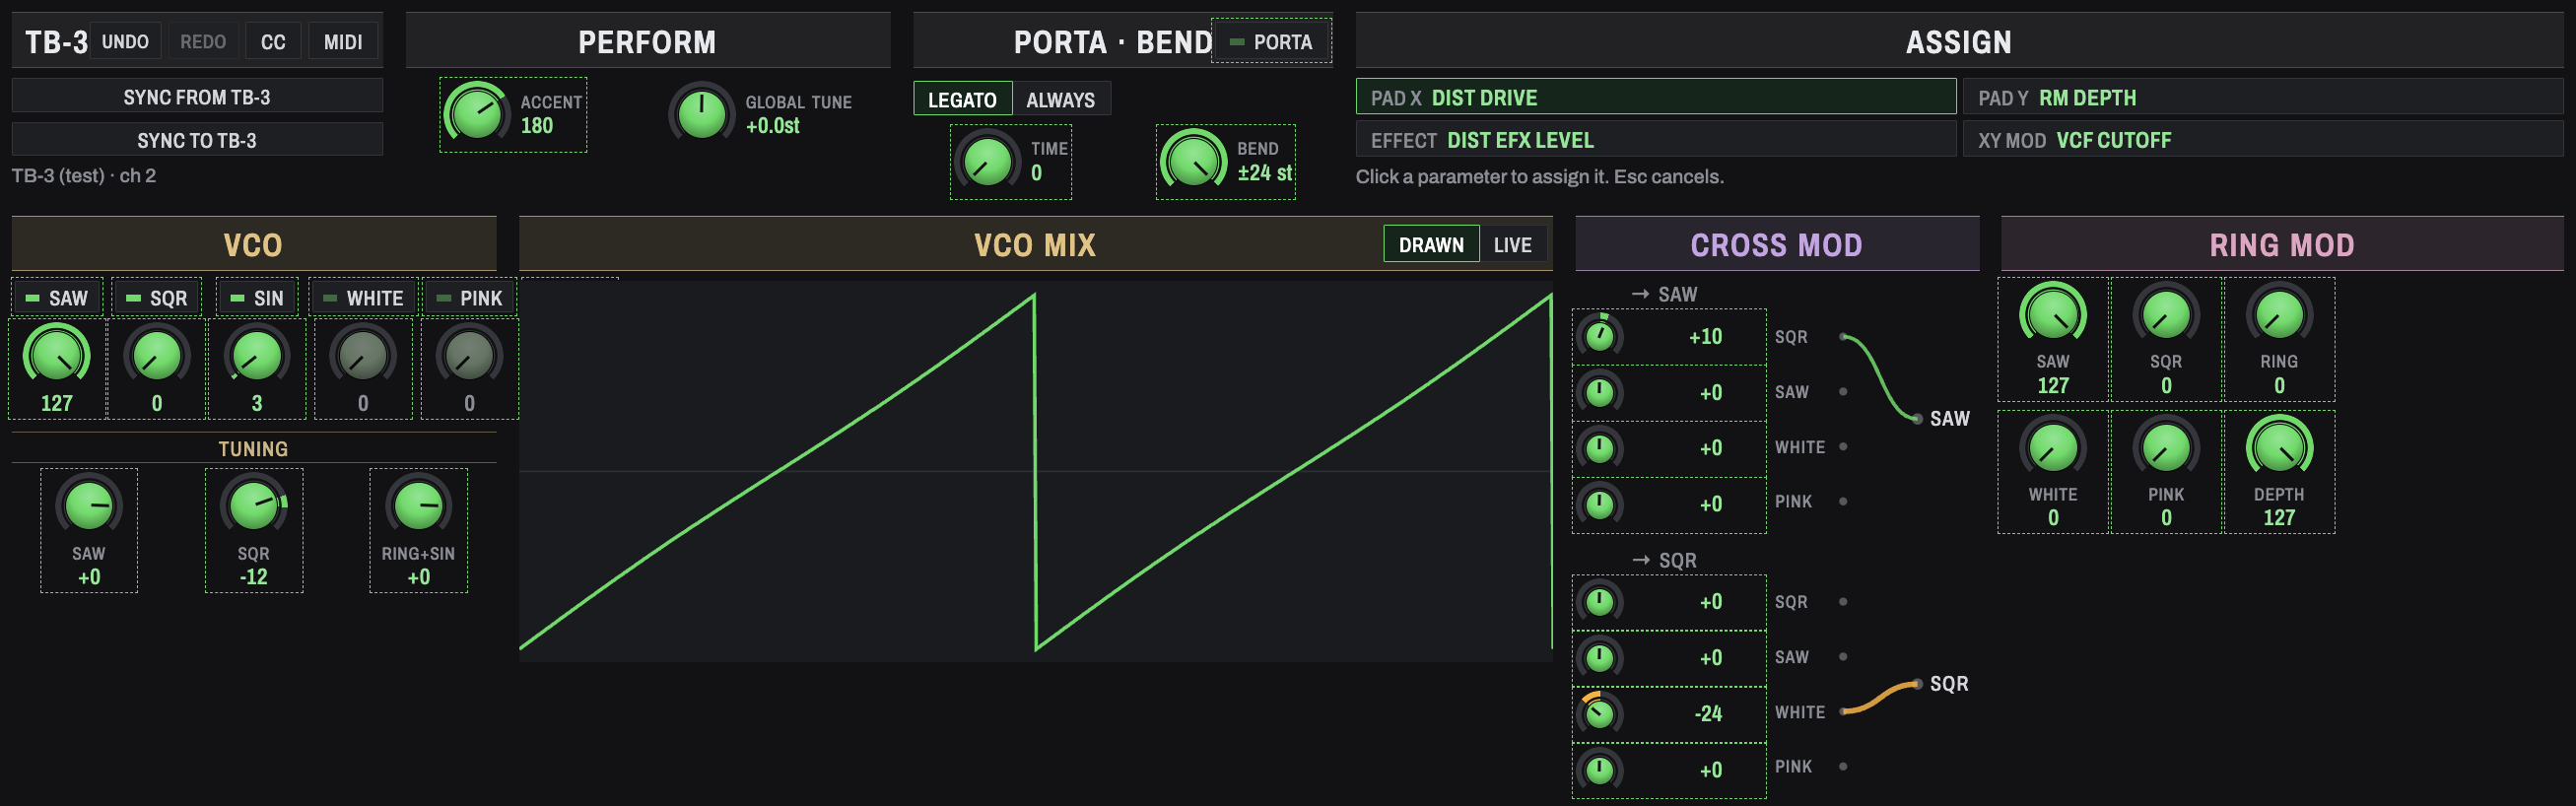 TB-3 UNDO REDO CC MIDI
SYNC FROM TB-3
SYNC TO TB-3
TB-3 (test) · ch 2
PERFORM
ACCENT
180
GLOBAL TUNE
+0.0st
PORTA · BEND PORTA
LEGATO ALWAYS
TIME
0
BEND
±24 st
ASSIGN
PAD X DIST DRIVE
PAD Y RM DEPTH
EFFECT DIST EFX LEVEL
XY MOD VCF CUTOFF
Click a parameter to assign it. Esc cancels.
VCO
SAW SQR SIN WHITE PINK
127 0 3 0 0
TUNING
SAW SQR RING+SIN
+0 -12 +0
VCO MIX DRAWN LIVE
CROSS MOD
→ SAW
+10 SQR
+0 SAW
SAW
+0 WHITE
+0 PINK
→ SQR
+0 SQR
+0 SAW
SQR
-24 WHITE
+0 PINK
RING MOD
SAW SQR RING
127 0 0
WHITE PINK DEPTH
0 0 127